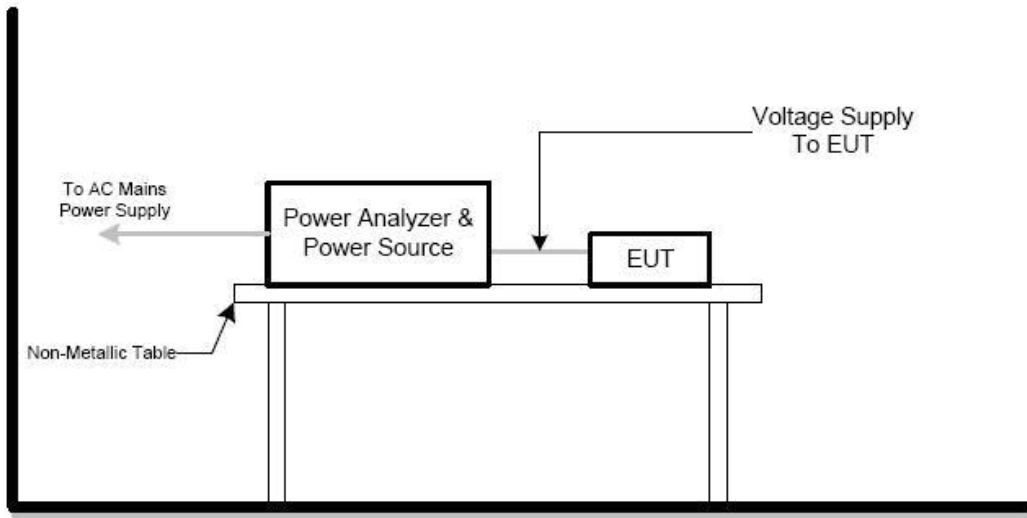 Voltage Supply
To EUT
To AC Mains
Power Supply
Power Analyzer &
Power Source
EUT
Non-Metallic Table